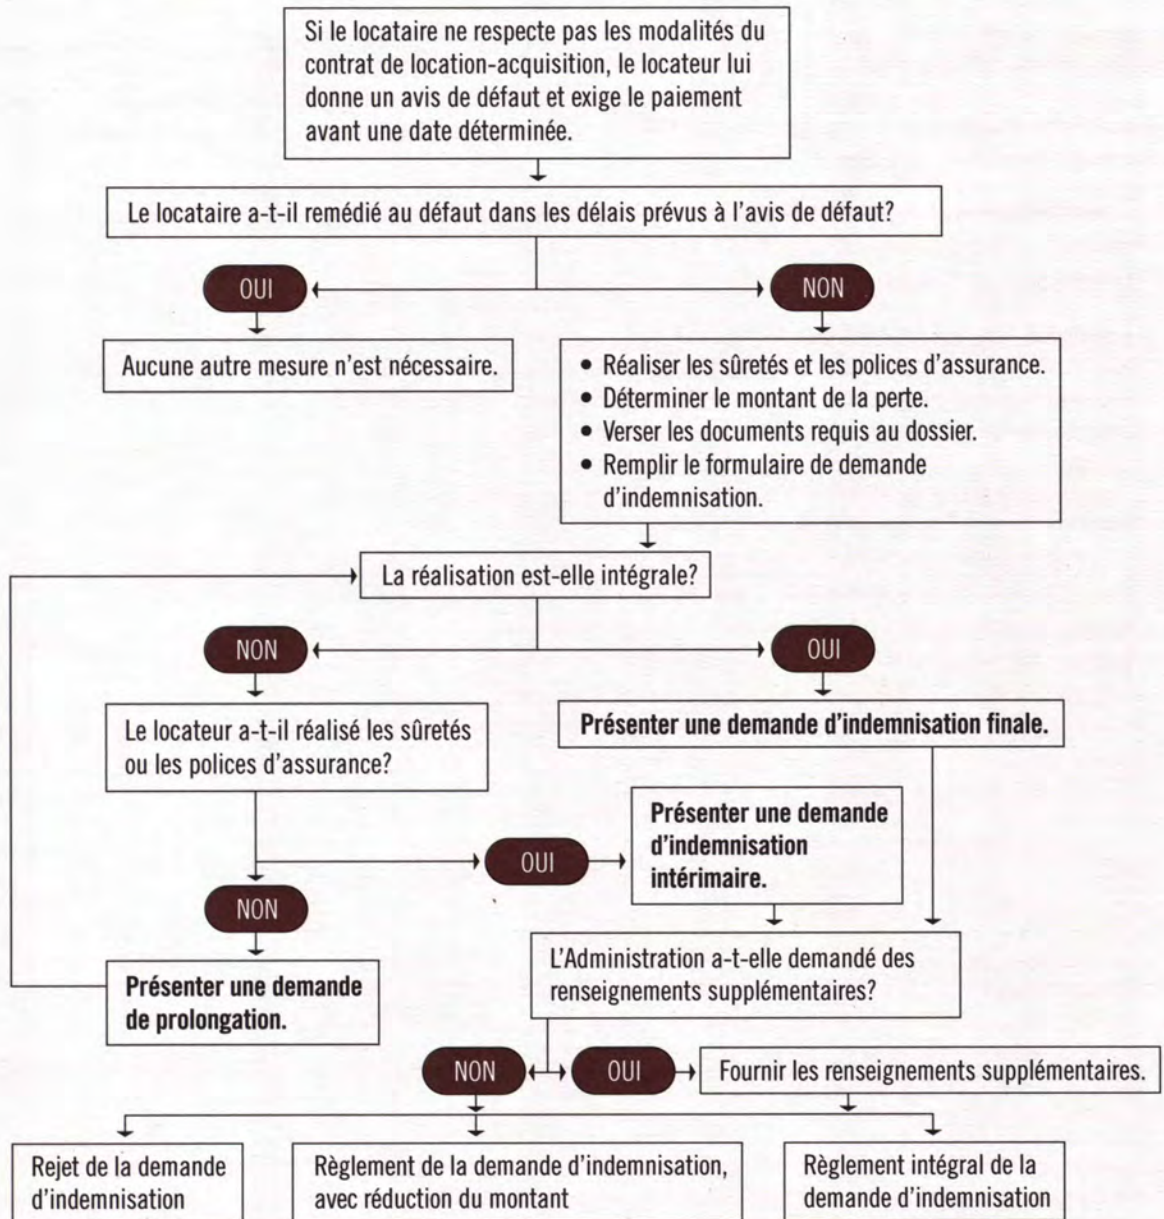 Si le locataire ne respecte pas les modalités du
contrat de location-acquisition, le locateur lui
donne un avis de défaut et exige le paiement
avant une date déterminée.
Le locataire a-t-il remédié au défaut dans les délais prévus à l'avis de défaut?
OUI
NON
Aucune autre mesure n'est nécessaire.
• Réaliser les sûretés et les polices d'assurance.
• Déterminer le montant de la perte.
• Verser les documents requis au dossier.
• Remplir le formulaire de demande
d'indemnisation.
La réalisation est-elle intégrale?
NON
OUI
Le locateur a-t-il réalisé les sûretés
ou les polices d'assurance?
Présenter une demande d'indemnisation finale.
OUI
Présenter une demande
d'indemnisation
intérimaire.
NON
Présenter une demande
de prolongation.
L'Administration a-t-elle demandé des
renseignements supplémentaires?
NON
OUI
Fournir les renseignements supplémentaires.
Rejet de la demande
d'indemnisation
Règlement de la demande d'indemnisation,
avec réduction du montant
Règlement intégral de la
demande d'indemnisation